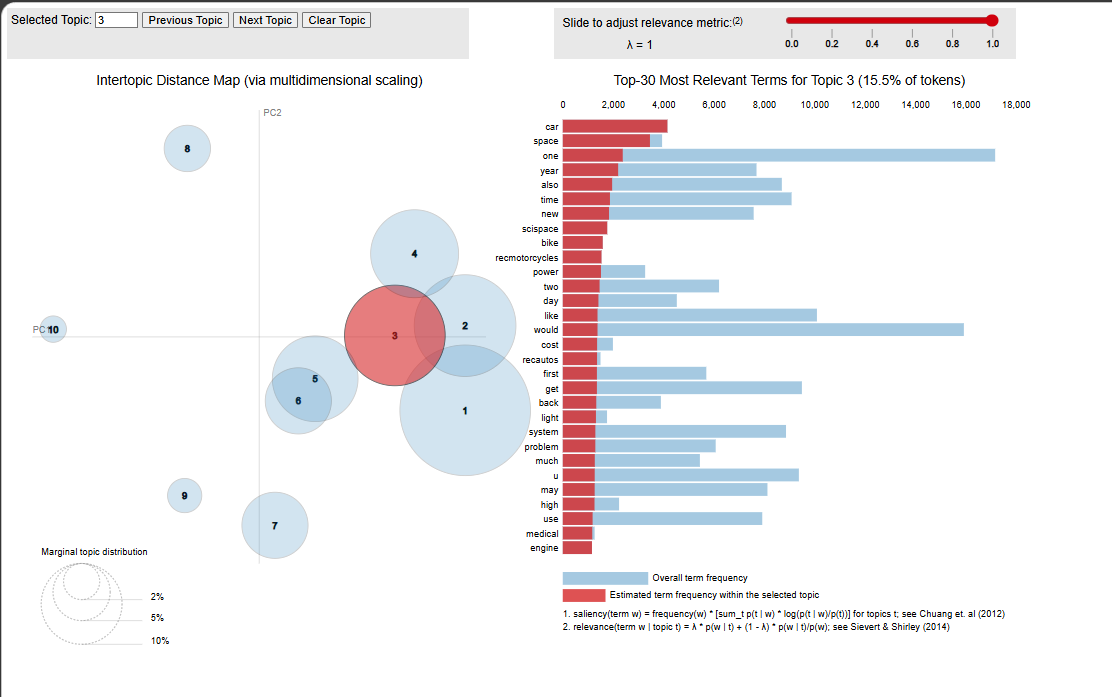 Selected Topic: 3 Previous Topic Next Topic Clear Topic
Slide to adjust relevance metric:(2)
λ = 1
0.0 0.2 0.4 0.6 0.8 1.0
Intertopic Distance Map (via multidimensional scaling)
PC2
8
4
2
3
PC1
10
5
6
1
9
7
Marginal topic distribution
2%
5%
10%
Top-30 Most Relevant Terms for Topic 3 (15.5% of tokens)
0 2,000 4,000 6,000 8,000 10,000 12,000 14,000 16,000 18,000
car
space
one
year
also
time
new
scispace
bike
recmotorcycles
power
two
day
like
would
cost
recautos
first
get
back
light
system
problem
much
u
may
high
use
medical
engine
Overall term frequency
Estimated term frequency within the selected topic
1. saliency(term w) = frequency(w) * [sum_t p(t | w) * log(p(t | w)/p(t))] for topics t; see Chuang et. al (2012)
2. relevance(term w | topic t) = λ * p(w | t) + (1 - λ) * p(w | t)/p(w); see Sievert & Shirley (2014)